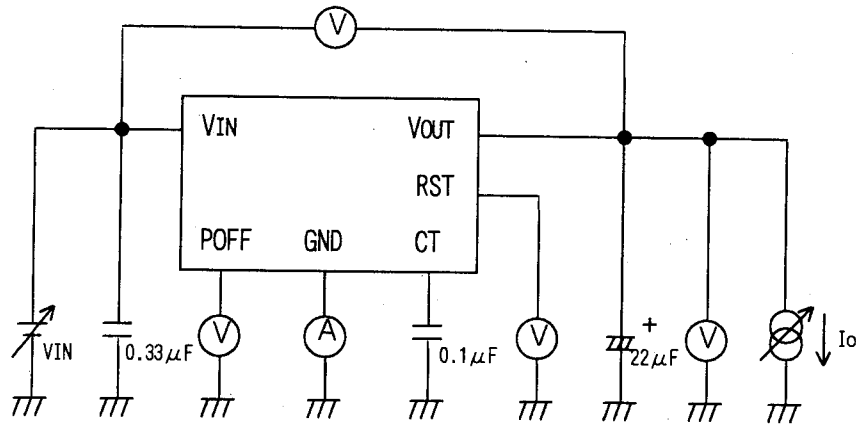 V
VIN VOUT
RST
POFF GND CT
V A V V
VIN 0.33μF 0.1μF + 22μF Io